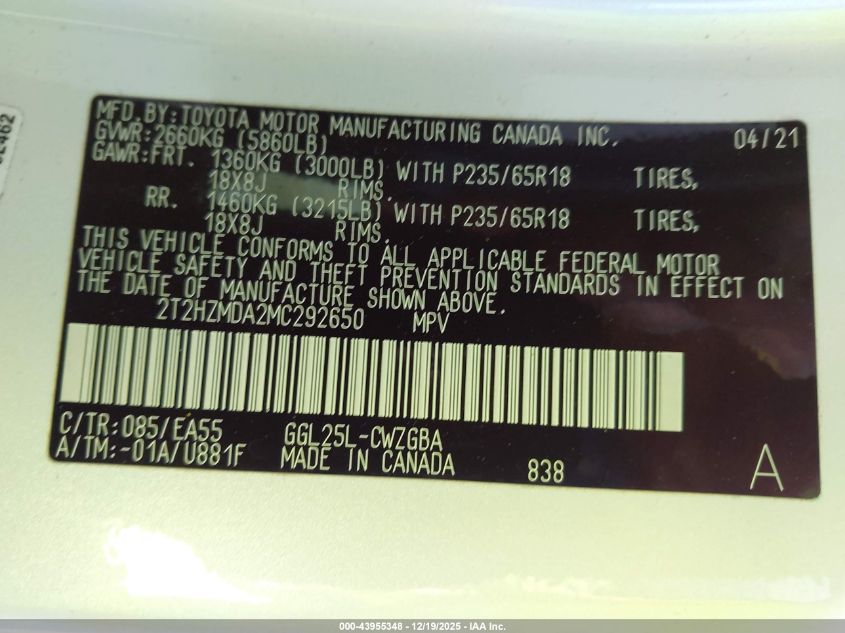 MFD.BY:TOYOTA MOTOR MANUFACTURING CANADA INC. 04/21
GVWR:2660KG (5860LB)
GAWR:FRT. 1360KG (3000LB) WITH P235/65R18 TIRES,
18X8J RIMS.
RR. 1460KG (3215LB) WITH P235/65R18 TIRES,
18X8J RIMS.
THIS VEHICLE CONFORMS TO ALL APPLICABLE FEDERAL MOTOR
VEHICLE SAFETY AND THEFT PREVENTION STANDARDS IN EFFECT ON
THE DATE OF MANUFACTURE SHOWN ABOVE.
2T2HZMDA2MC292650 MPV
C/TR:085/EA55 GGL25L-CWZGBA
A/TM:-01A/U881F MADE IN CANADA 838 A
000-43955348 - 12/19/2025 - IAA Inc.